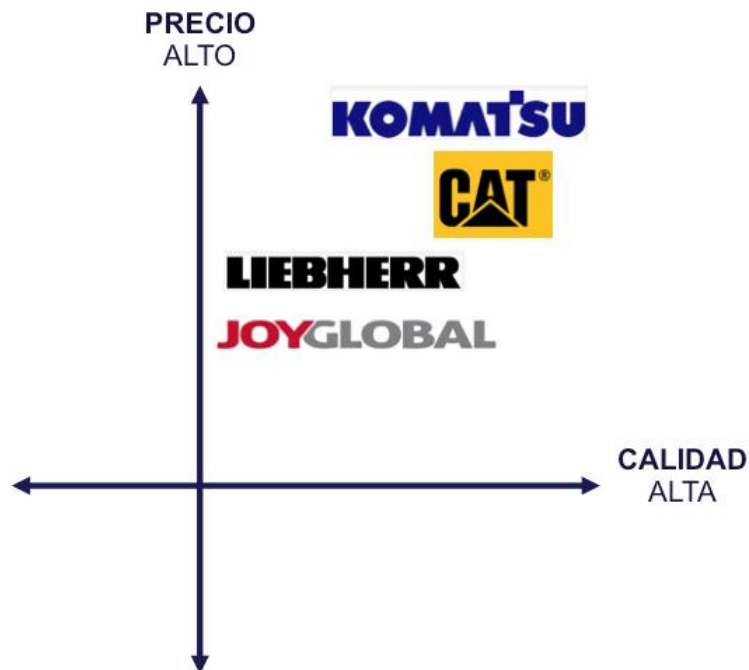 PRECIO
ALTO
KOMATSU
CAT®
LIEBHERR
JOYGLOBAL
CALIDAD
ALTA